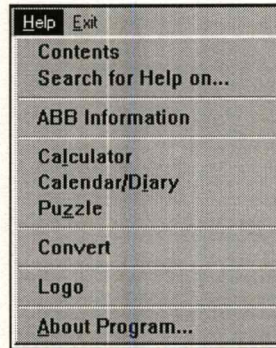 Help Exit
Contents
Search for Help on...
ABB Information
Calculator
Calendar/Diary
Puzzle
Convert
Logo
About Program...